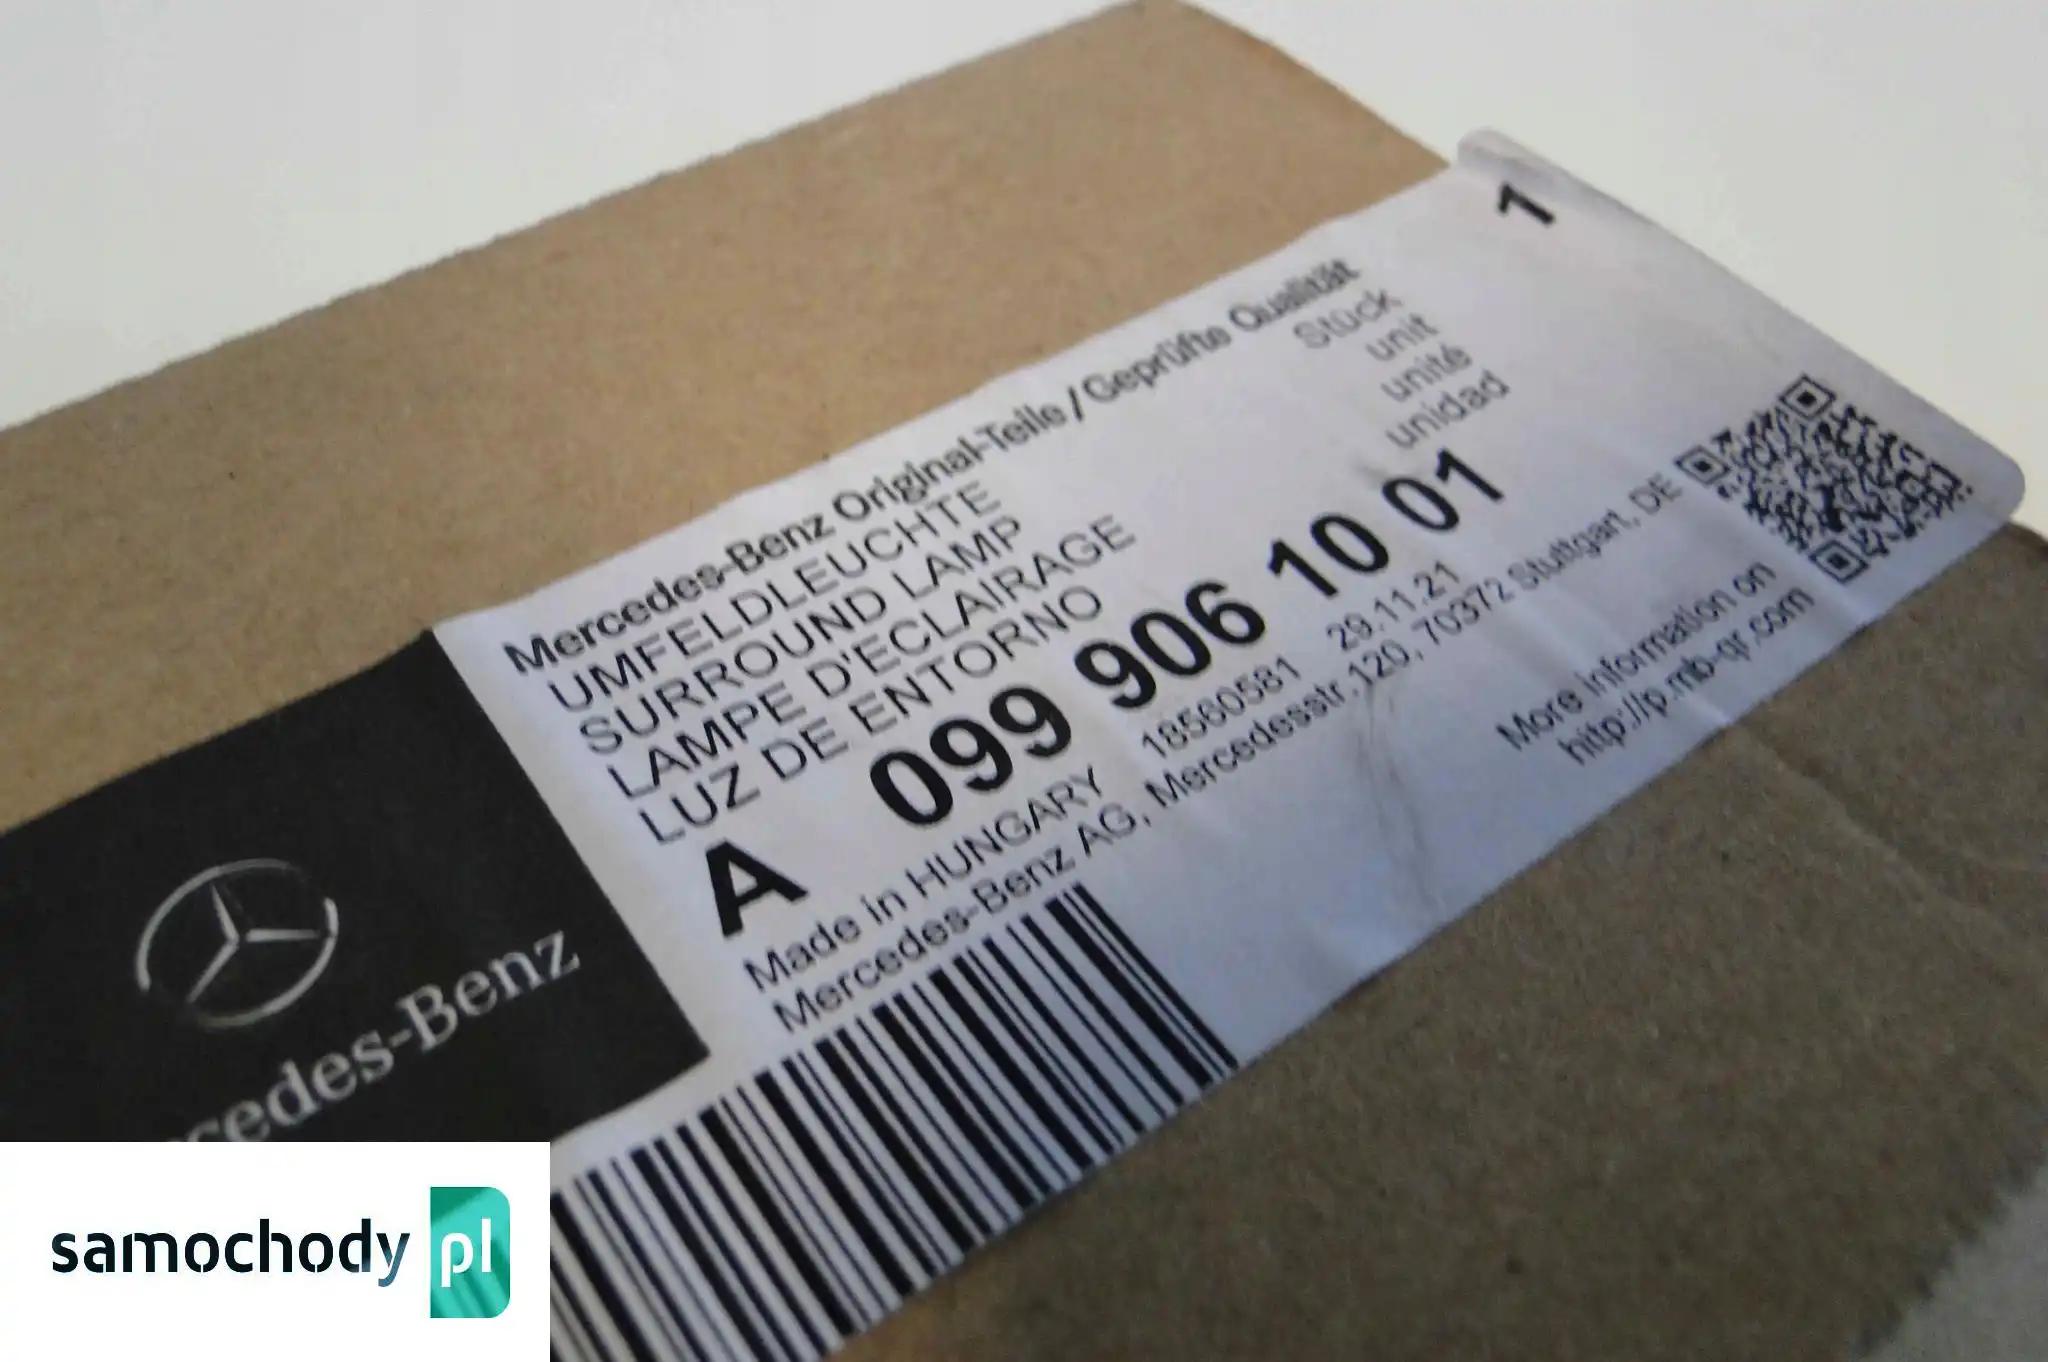 1
Mercedes-Benz Original-Teile / Geprüfte Qualität
UMFELDLEUCHTE
SURROUND LAMP
LAMPE D'ECLAIRAGE
LUZ DE ENTORNO
Stück
unit
unité
unidad
A 099 906 10 01
Made in HUNGARY 18560581 29.11.21
Mercedes-Benz AG, Mercedesstr.120, 70372 Stuttgart, DE
More information on
http://p.mb-qr.com
cedes-Benz
samochody pl